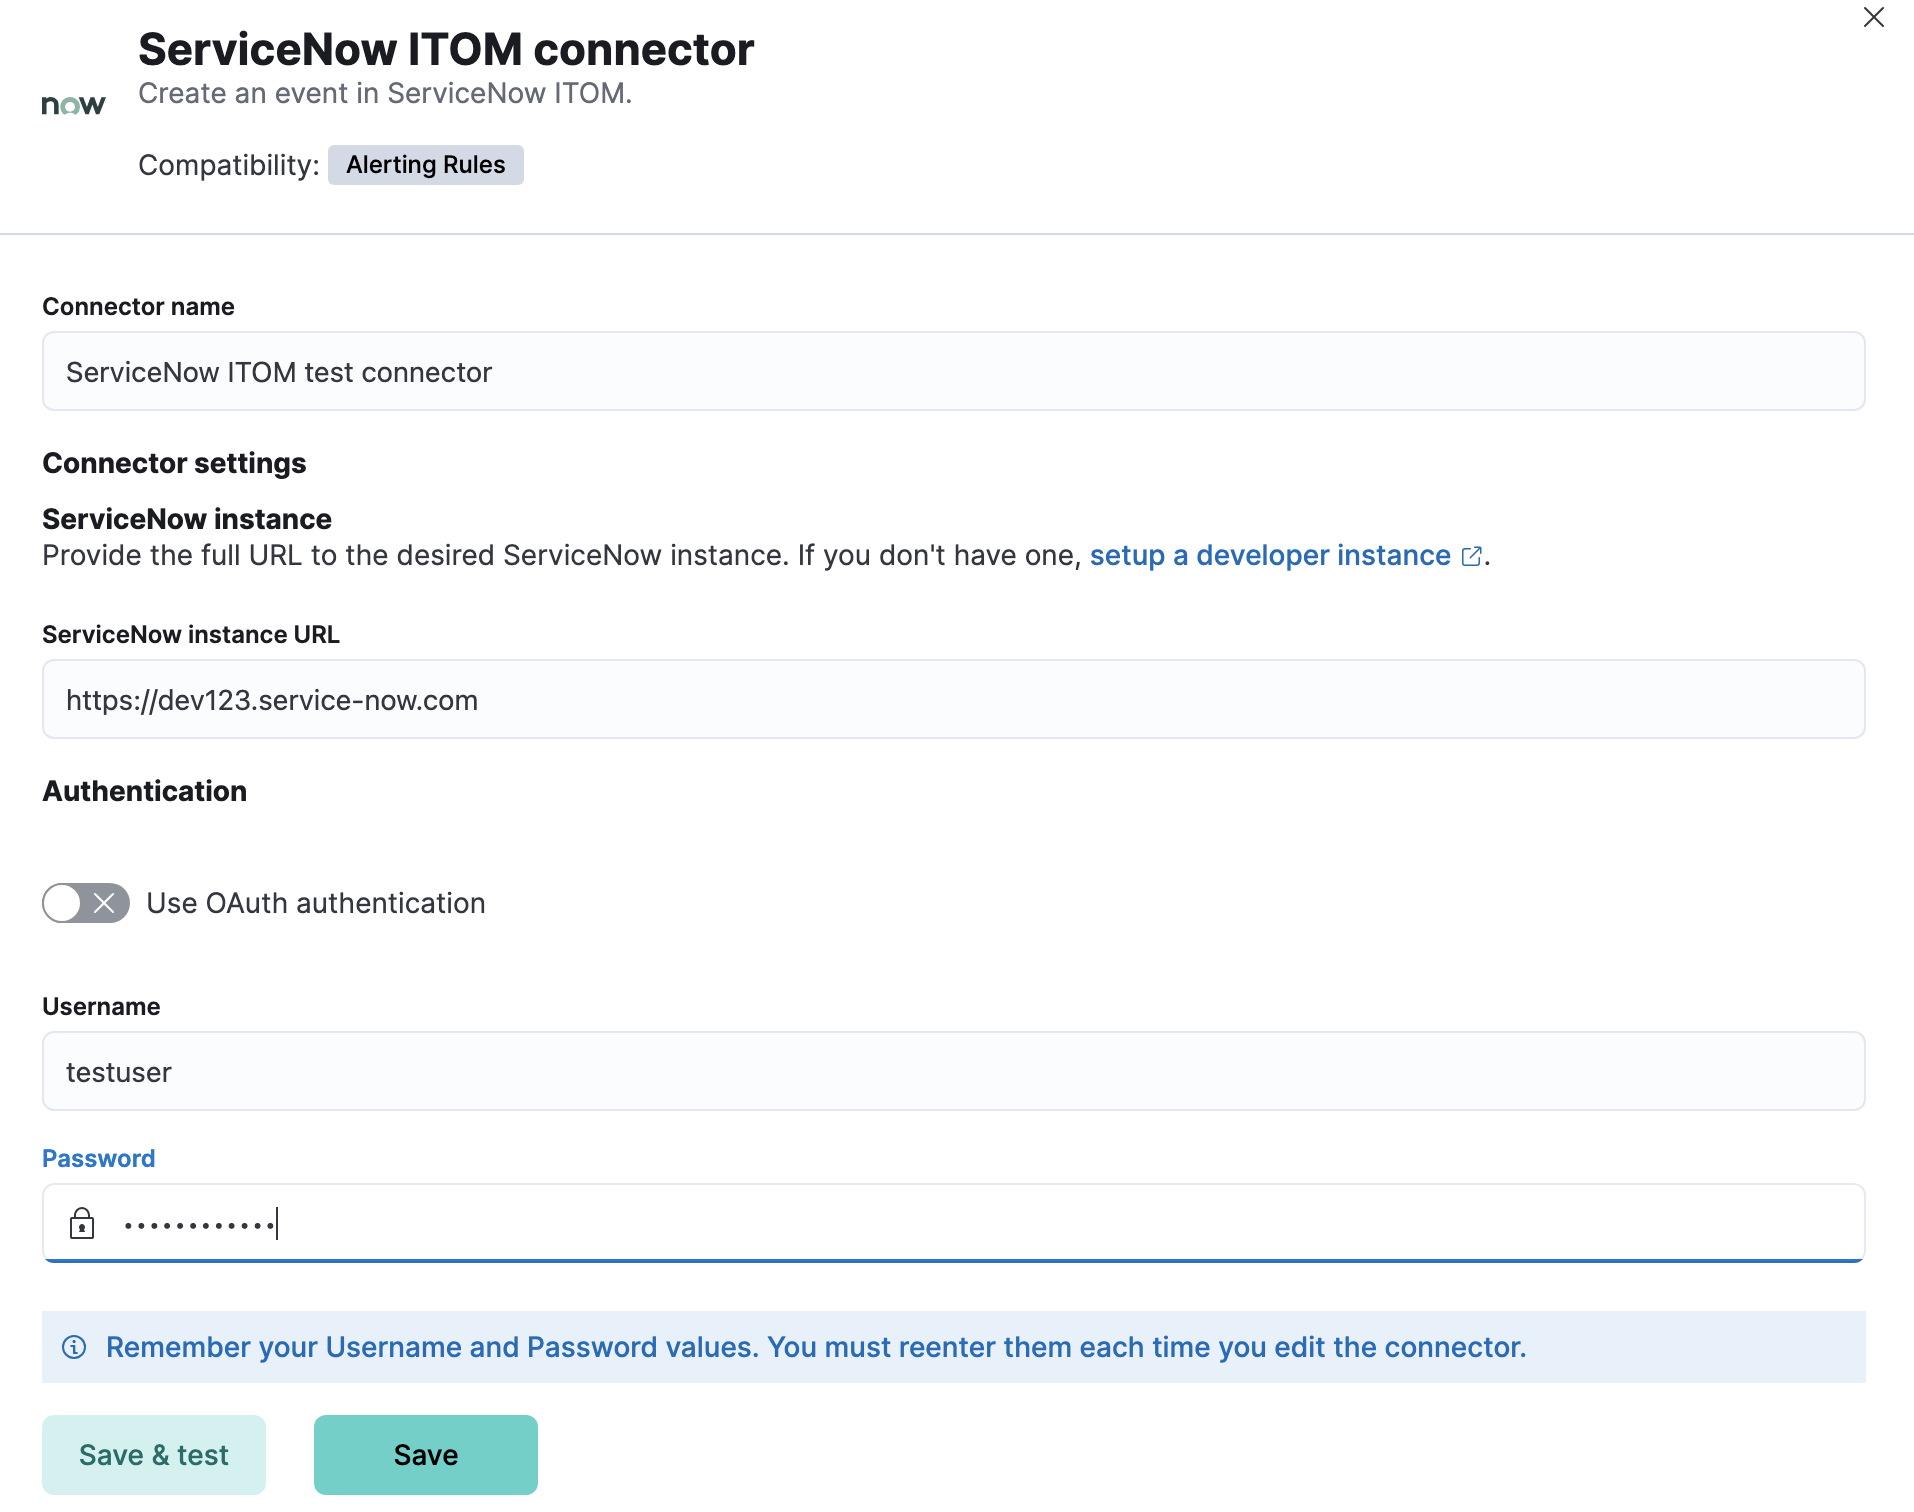 ServiceNow ITOM connector
now
Create an event in ServiceNow ITOM.
Compatibility: Alerting Rules
Connector name
ServiceNow ITOM test connector
Connector settings
ServiceNow instance
Provide the full URL to the desired ServiceNow instance. If you don't have one, setup a developer instance.
ServiceNow instance URL
https://dev123.service-now.com
Authentication
Use OAuth authentication
Username
testuser
Password
••••••••••••
Remember your Username and Password values. You must reenter them each time you edit the connector.
Save & test
Save